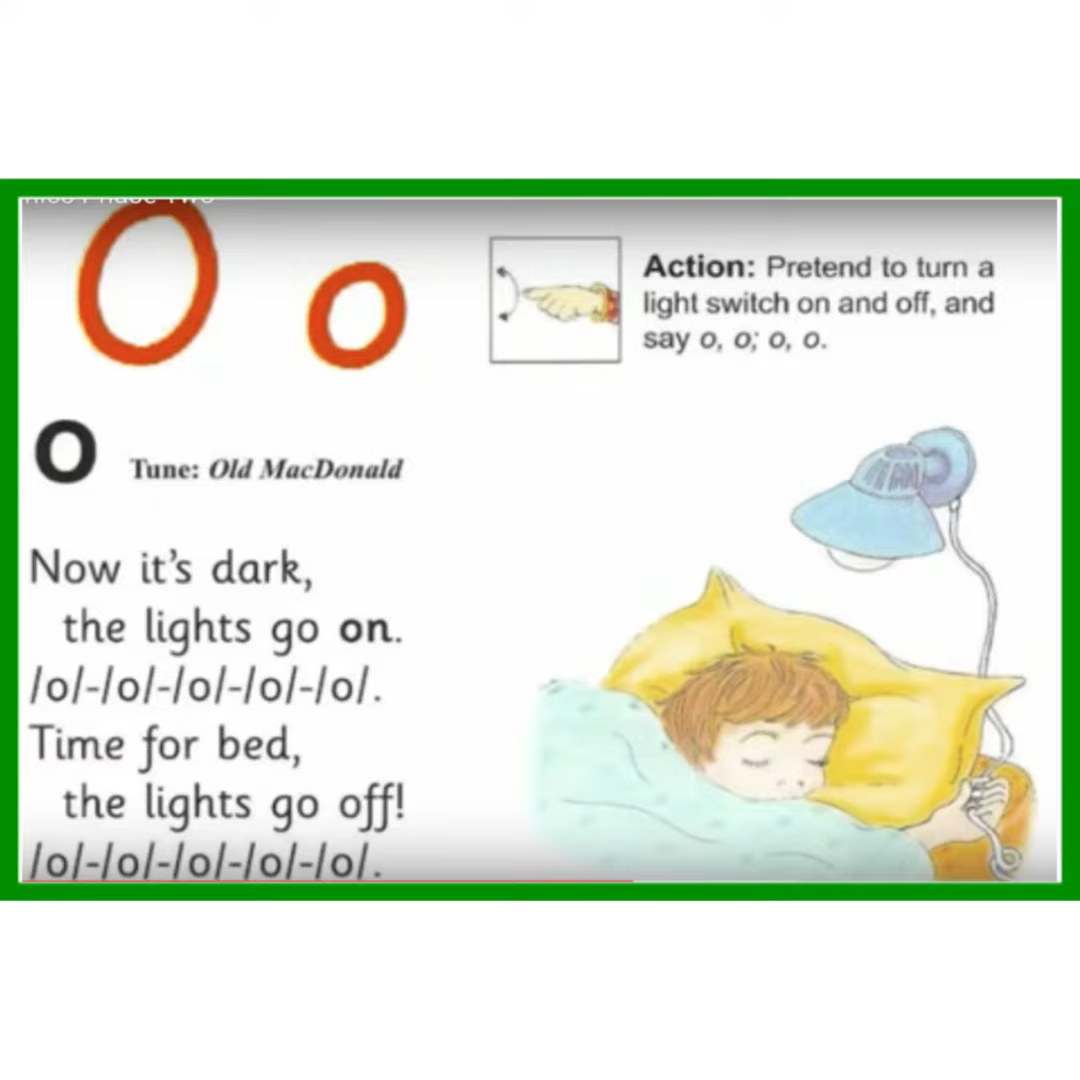 O o
Action: Pretend to turn a
light switch on and off, and
say o, o; o, o.
o Tune: Old MacDonald
Now it's dark,
the lights go on.
/o/-/o/-/o/-/o/-/o/.
Time for bed,
the lights go off!
/o/-/o/-/o/-/o/-/o/.